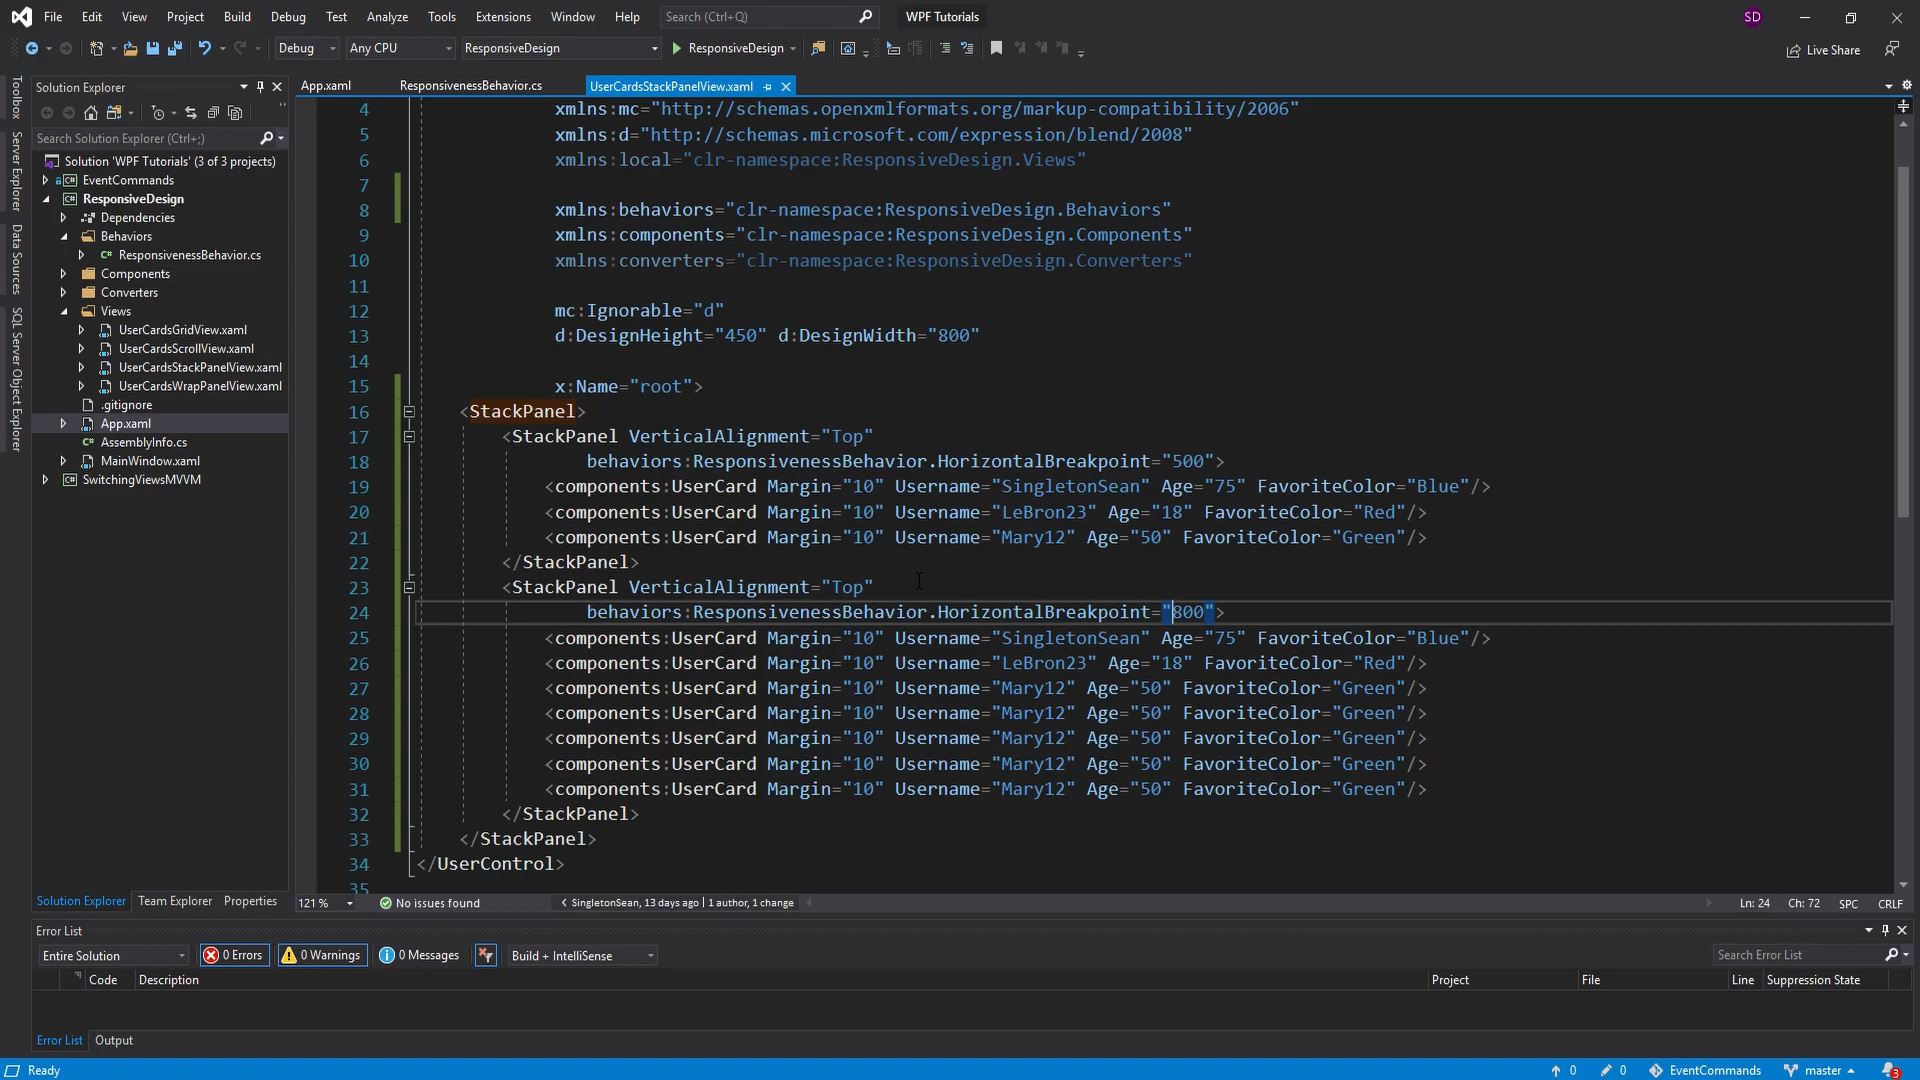 File Edit View Project Build Debug Test Analyze Tools Extensions Window Help Search (Ctrl+Q) WPF Tutorials SD
Debug Any CPU ResponsiveDesign ResponsiveDesign Live Share
Toolbox
Server Explorer
Data Sources
SQL Server Object Explorer
Solution Explorer
Search Solution Explorer (Ctrl+;)
Solution 'WPF Tutorials' (3 of 3 projects)
EventCommands
ResponsiveDesign
Dependencies
Behaviors
C# ResponsivenessBehavior.cs
Components
Converters
Views
UserCardsGridView.xaml
UserCardsScrollView.xaml
UserCardsStackPanelView.xaml
UserCardsWrapPanelView.xaml
.gitignore
App.xaml
C# AssemblyInfo.cs
MainWindow.xaml
SwitchingViewsMVVM
Solution Explorer Team Explorer Properties
App.xaml ResponsivenessBehavior.cs UserCardsStackPanelView.xaml
4 xmlns:mc="http://schemas.openxmlformats.org/markup-compatibility/2006"
5 xmlns:d="http://schemas.microsoft.com/expression/blend/2008"
6 xmlns:local="clr-namespace:ResponsiveDesign.Views"
7
8 xmlns:behaviors="clr-namespace:ResponsiveDesign.Behaviors"
9 xmlns:components="clr-namespace:ResponsiveDesign.Components"
10 xmlns:converters="clr-namespace:ResponsiveDesign.Converters"
11
12 mc:Ignorable="d"
13 d:DesignHeight="450" d:DesignWidth="800"
14
15 x:Name="root">
16 <StackPanel>
17 <StackPanel VerticalAlignment="Top"
18 behaviors:ResponsivenessBehavior.HorizontalBreakpoint="500">
19 <components:UserCard Margin="10" Username="SingletonSean" Age="75" FavoriteColor="Blue"/>
20 <components:UserCard Margin="10" Username="LeBron23" Age="18" FavoriteColor="Red"/>
21 <components:UserCard Margin="10" Username="Mary12" Age="50" FavoriteColor="Green"/>
22 </StackPanel>
23 <StackPanel VerticalAlignment="Top"
24 behaviors:ResponsivenessBehavior.HorizontalBreakpoint="800">
25 <components:UserCard Margin="10" Username="SingletonSean" Age="75" FavoriteColor="Blue"/>
26 <components:UserCard Margin="10" Username="LeBron23" Age="18" FavoriteColor="Red"/>
27 <components:UserCard Margin="10" Username="Mary12" Age="50" FavoriteColor="Green"/>
28 <components:UserCard Margin="10" Username="Mary12" Age="50" FavoriteColor="Green"/>
29 <components:UserCard Margin="10" Username="Mary12" Age="50" FavoriteColor="Green"/>
30 <components:UserCard Margin="10" Username="Mary12" Age="50" FavoriteColor="Green"/>
31 <components:UserCard Margin="10" Username="Mary12" Age="50" FavoriteColor="Green"/>
32 </StackPanel>
33 </StackPanel>
34 </UserControl>
35
121 % No issues found SingletonSean, 13 days ago | 1 author, 1 change Ln: 24 Ch: 72 SPC CRLF
Error List
Entire Solution 0 Errors 0 Warnings 0 Messages Build + IntelliSense Search Error List
Code Description Project File Line Suppression State
Error List Output
Ready 0 0 EventCommands master 3